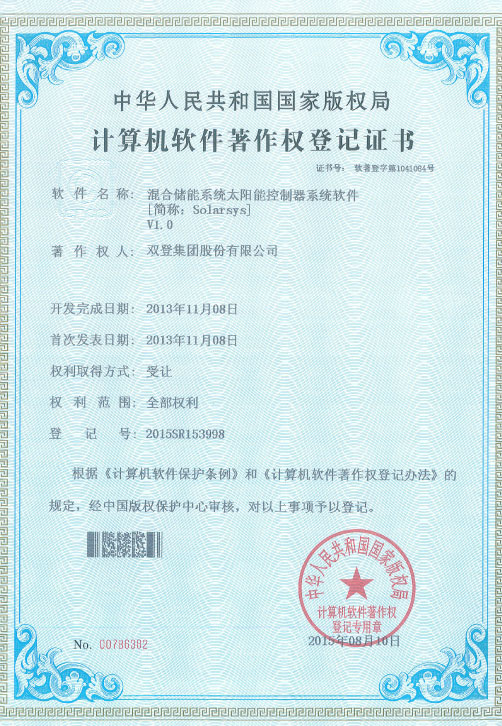 中华人民共和国国家版权局
计算机软件著作权登记证书
证书号： 软著登字第1041084号
软 件 名 称： 混合储能系统太阳能控制器系统软件
[简称：Solarsys]
V1.0
著 作 权 人： 双登集团股份有限公司
开发完成日期： 2013年11月08日
首次发表日期： 2013年11月08日
权利取得方式： 受让
权 利 范 围： 全部权利
登 记 号： 2015SR153998
根据《计算机软件保护条例》和《计算机软件著作权登记办法》的
规定，经中国版权保护中心审核，对以上事项予以登记。
中华人民共和国国家版权局
计算机软件著作权
登记专用章
2015年08月10日
No. 00786382